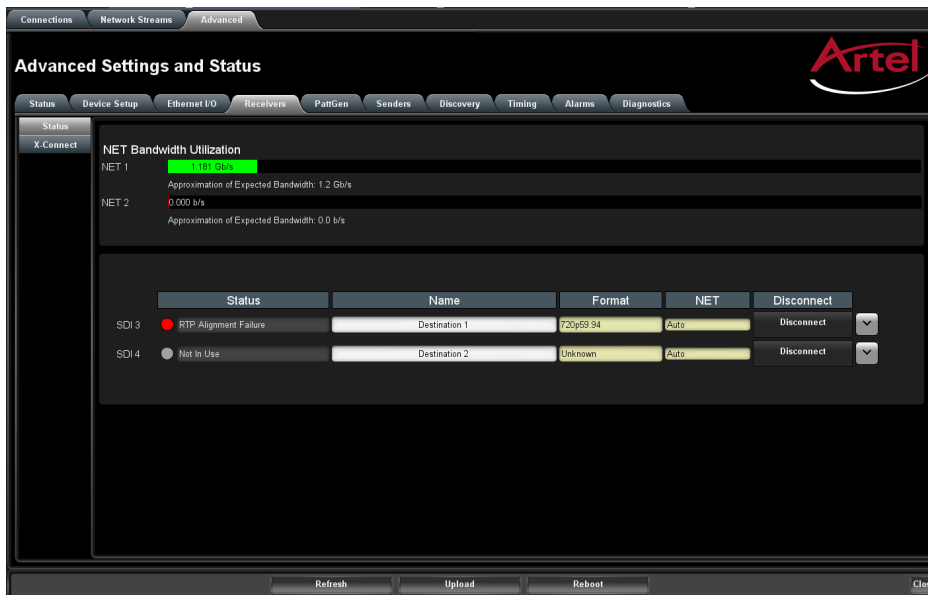 Connections Network Streams Advanced
Advanced Settings and Status
Artel
Status Device Setup Ethernet I/O Receivers PattGen Senders Discovery Timing Alarms Diagnostics
Status
X-Connect
NET Bandwidth Utilization
NET 1 1.181 Gb/s
Approximation of Expected Bandwidth: 1.2 Gb/s
NET 2 0.000 b/s
Approximation of Expected Bandwidth: 0.0 b/s
Status Name Format NET Disconnect
SDI 3 RTP Alignment Failure Destination 1 720p59.94 Auto Disconnect
SDI 4 Not In Use Destination 2 Unknown Auto Disconnect
Refresh Upload Reboot